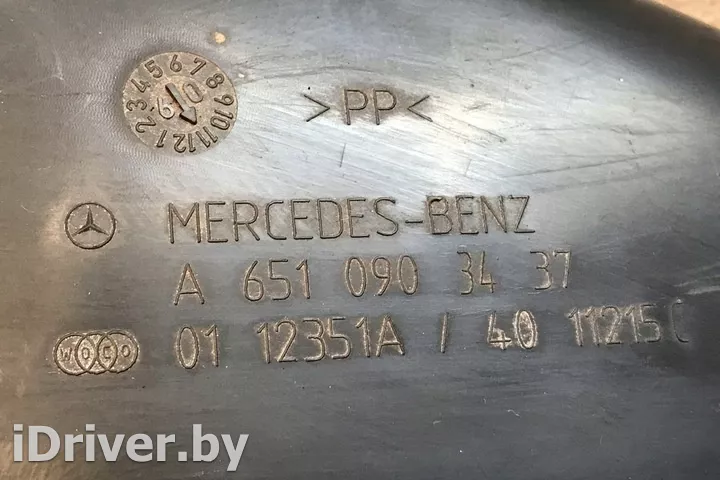 1 2 3 4 5 6 7 8 9 10 11 12
>PP<
MERCEDES-BENZ
A 651 090 34 37
WOCO 01 12351A / 40 11215C
iDriver.by